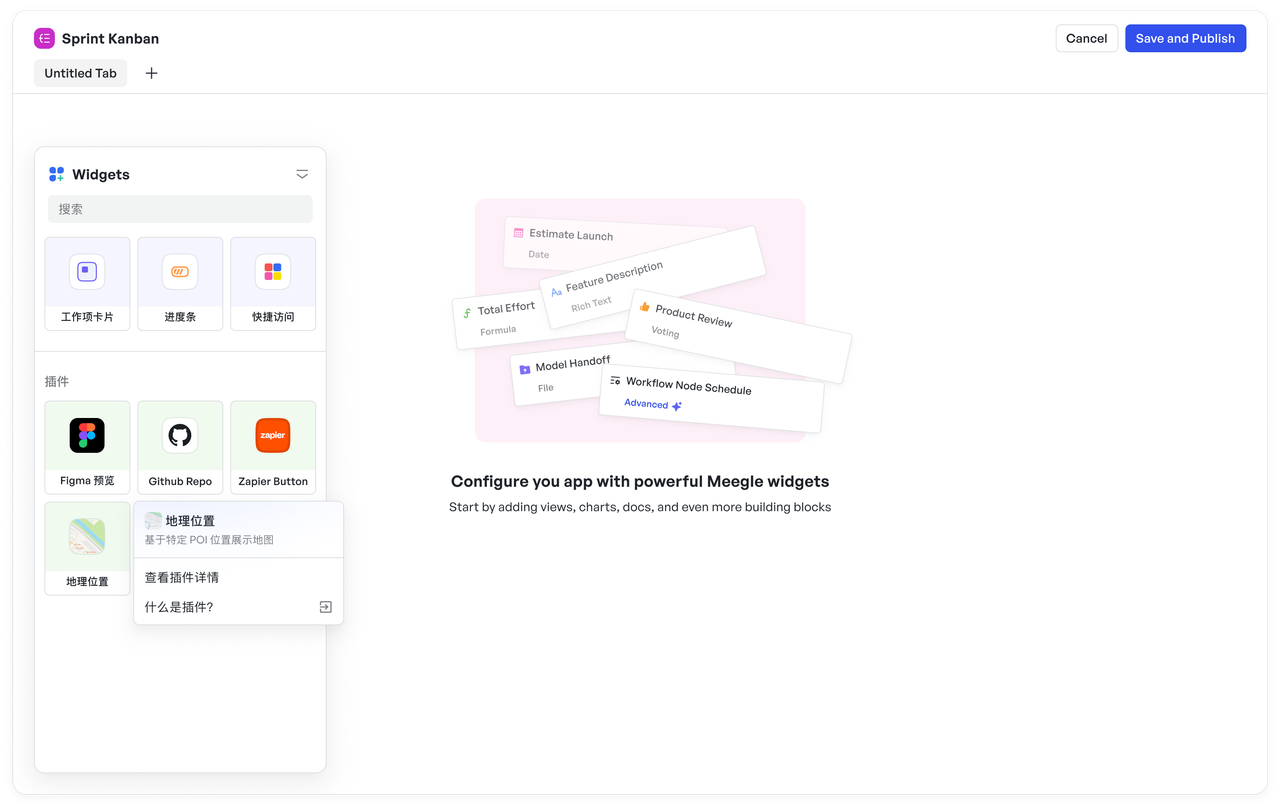 Sprint Kanban
Cancel
Save and Publish
Untitled Tab
Widgets
搜索
工作项卡片
进度条
快捷访问
插件
Figma 预览
Github Repo
zapier
Zapier Button
地理位置
地理位置
基于特定 POI 位置展示地图
查看插件详情
什么是插件?
Estimate Launch
Date
Feature Description
Rich Text
Total Effort
Formula
Product Review
Voting
Model Handoff
File
Workflow Node Schedule
Advanced
Configure you app with powerful Meegle widgets
Start by adding views, charts, docs, and even more building blocks